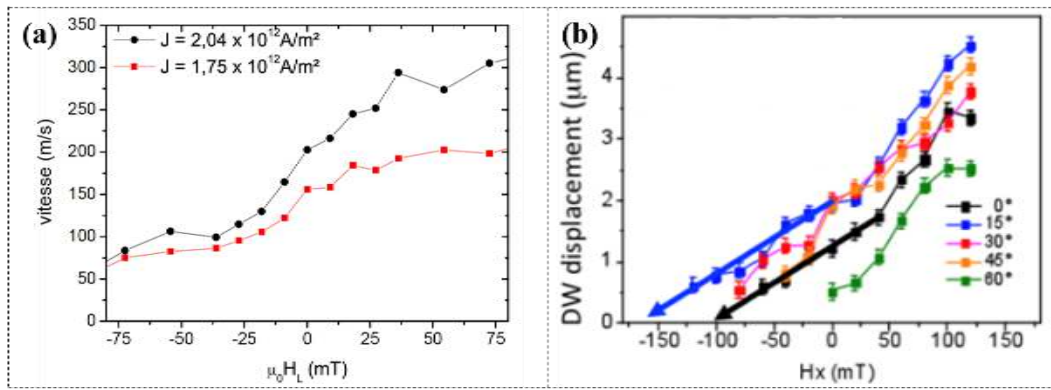 (a)
J = 2,04 x 10¹²A/m²
J = 1,75 x 10¹²A/m²
350
300
250
200
150
100
50
0
vitesse (m/s)
-75 -50 -25 0 25 50 75
μ₀H_L (mT)
(b)
DW displacement (μm)
4
3
2
1
0
0°
15°
30°
45°
60°
-150 -100 -50 0 50 100 150
Hx (mT)